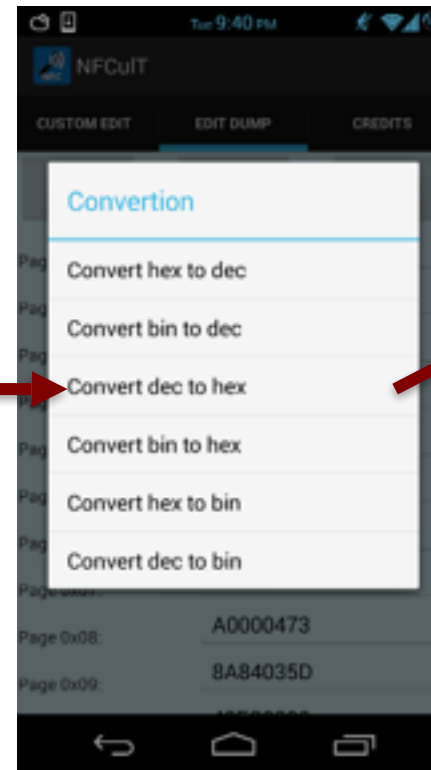 Tue 9:40 PM
NFC NFCulT
CUSTOM EDIT EDIT DUMP CREDITS
Convertion
Convert hex to dec
Convert bin to dec
Convert dec to hex
Convert bin to hex
Convert hex to bin
Convert dec to bin
Page 0x08: A0000473
Page 0x09: 8A84035D